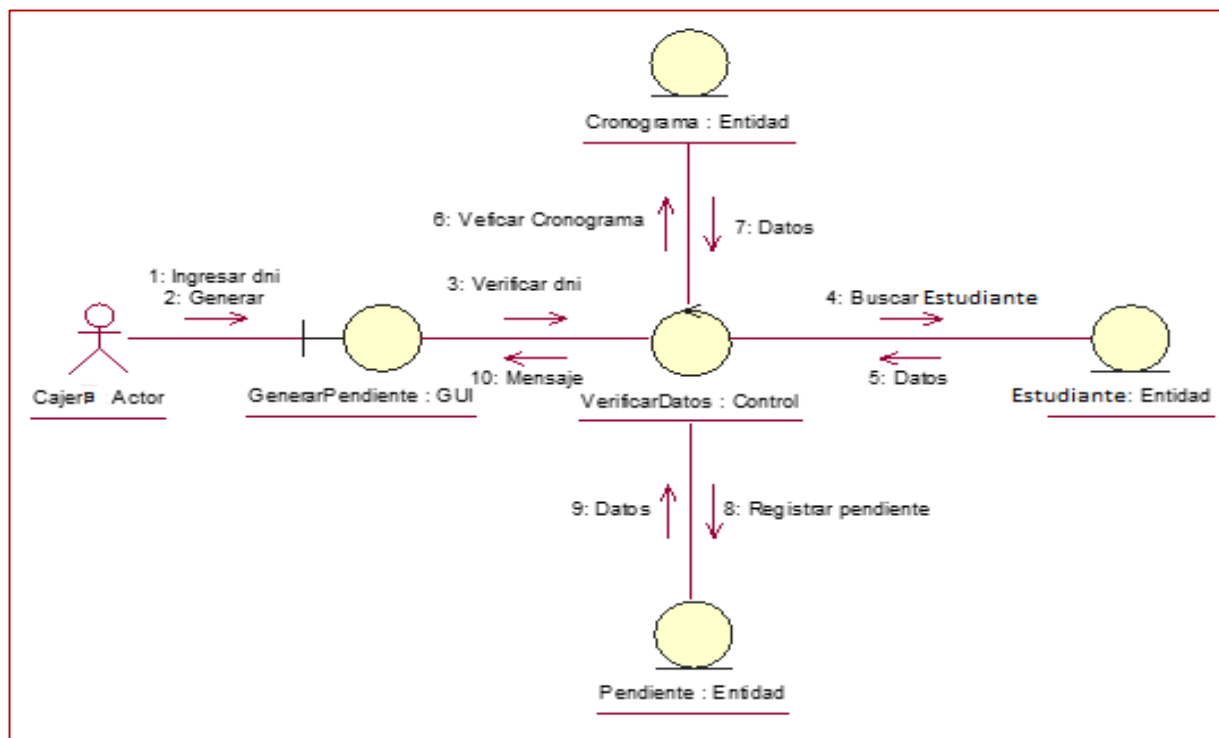 Cronograma : Entidad
6: Veficar Cronograma
7: Datos
1: Ingresar dni
2: Generar
3: Verificar dni
4: Buscar Estudiante
10: Mensaje
5: Datos
Cajera Actor
GenerarPendiente : GUI
VerificarDatos : Control
Estudiante: Entidad
9: Datos
8: Registrar pendiente
Pendiente : Entidad